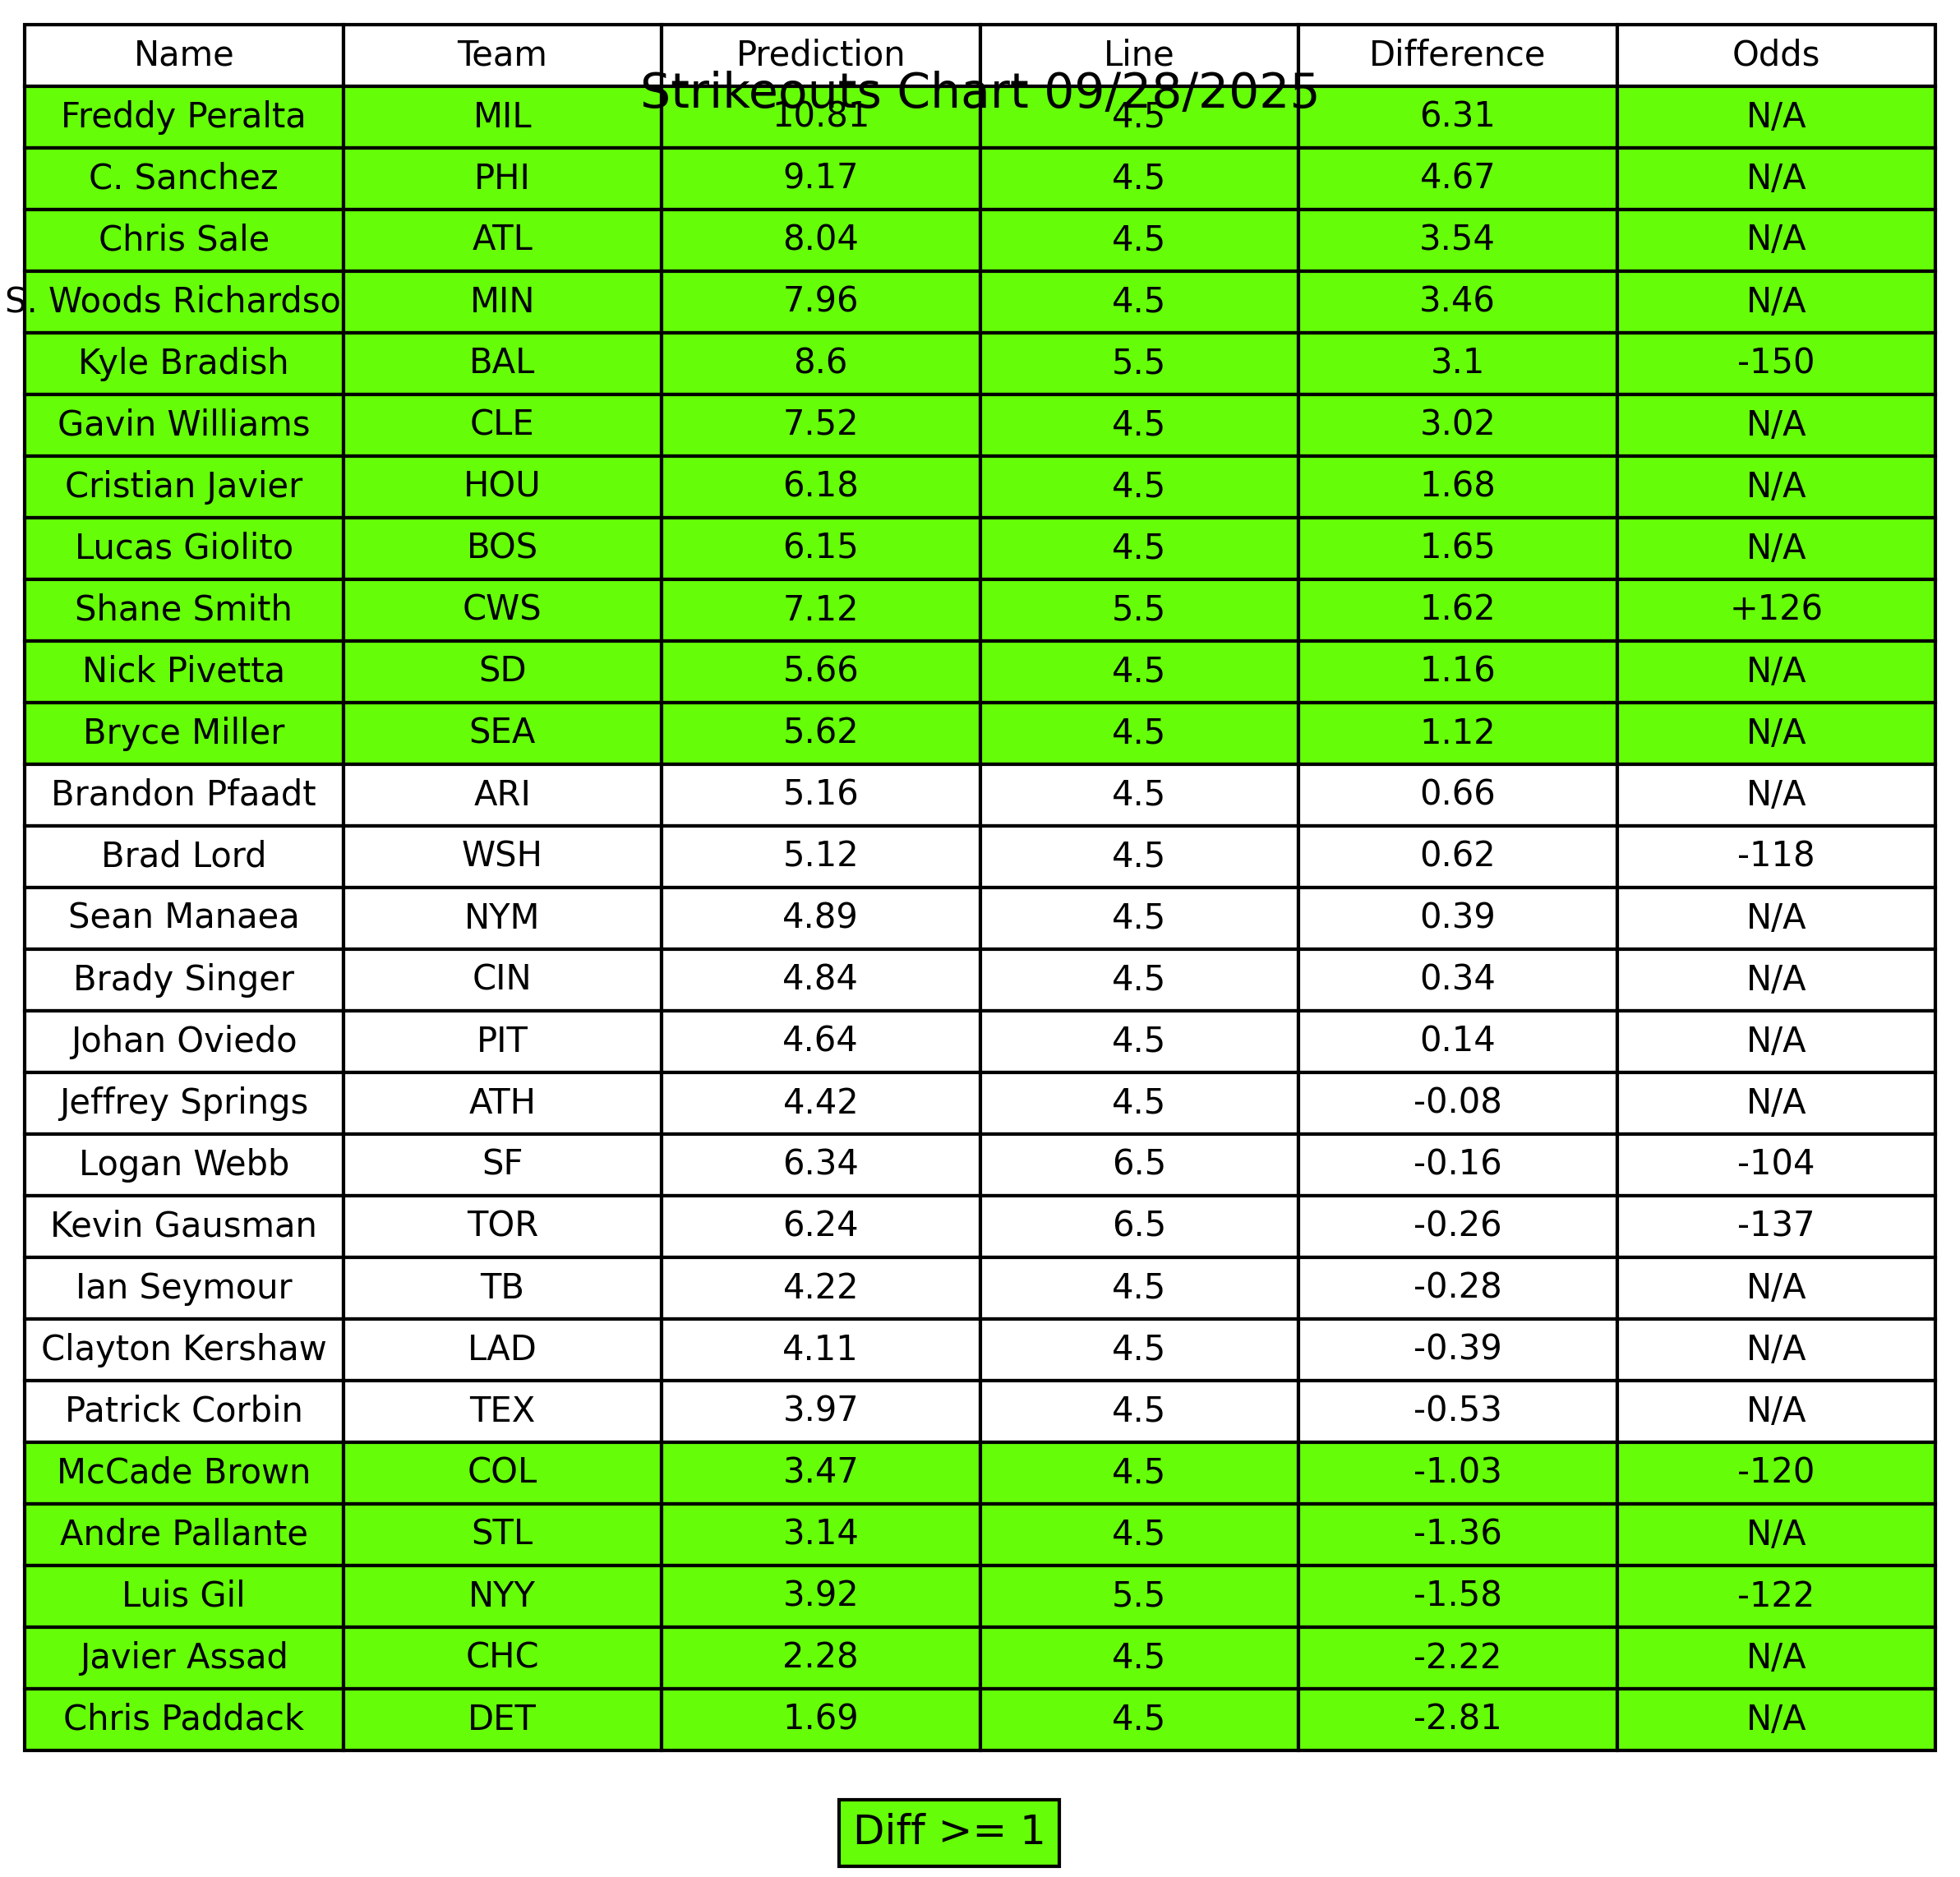 Name Team Prediction Line Difference Odds
Strikeouts Chart 09/28/2025
Freddy Peralta MIL 10.81 4.5 6.31 N/A
C. Sanchez PHI 9.17 4.5 4.67 N/A
Chris Sale ATL 8.04 4.5 3.54 N/A
S. Woods Richardso MIN 7.96 4.5 3.46 N/A
Kyle Bradish BAL 8.6 5.5 3.1 -150
Gavin Williams CLE 7.52 4.5 3.02 N/A
Cristian Javier HOU 6.18 4.5 1.68 N/A
Lucas Giolito BOS 6.15 4.5 1.65 N/A
Shane Smith CWS 7.12 5.5 1.62 +126
Nick Pivetta SD 5.66 4.5 1.16 N/A
Bryce Miller SEA 5.62 4.5 1.12 N/A
Brandon Pfaadt ARI 5.16 4.5 0.66 N/A
Brad Lord WSH 5.12 4.5 0.62 -118
Sean Manaea NYM 4.89 4.5 0.39 N/A
Brady Singer CIN 4.84 4.5 0.34 N/A
Johan Oviedo PIT 4.64 4.5 0.14 N/A
Jeffrey Springs ATH 4.42 4.5 -0.08 N/A
Logan Webb SF 6.34 6.5 -0.16 -104
Kevin Gausman TOR 6.24 6.5 -0.26 -137
Ian Seymour TB 4.22 4.5 -0.28 N/A
Clayton Kershaw LAD 4.11 4.5 -0.39 N/A
Patrick Corbin TEX 3.97 4.5 -0.53 N/A
McCade Brown COL 3.47 4.5 -1.03 -120
Andre Pallante STL 3.14 4.5 -1.36 N/A
Luis Gil NYY 3.92 5.5 -1.58 -122
Javier Assad CHC 2.28 4.5 -2.22 N/A
Chris Paddack DET 1.69 4.5 -2.81 N/A
Diff >= 1